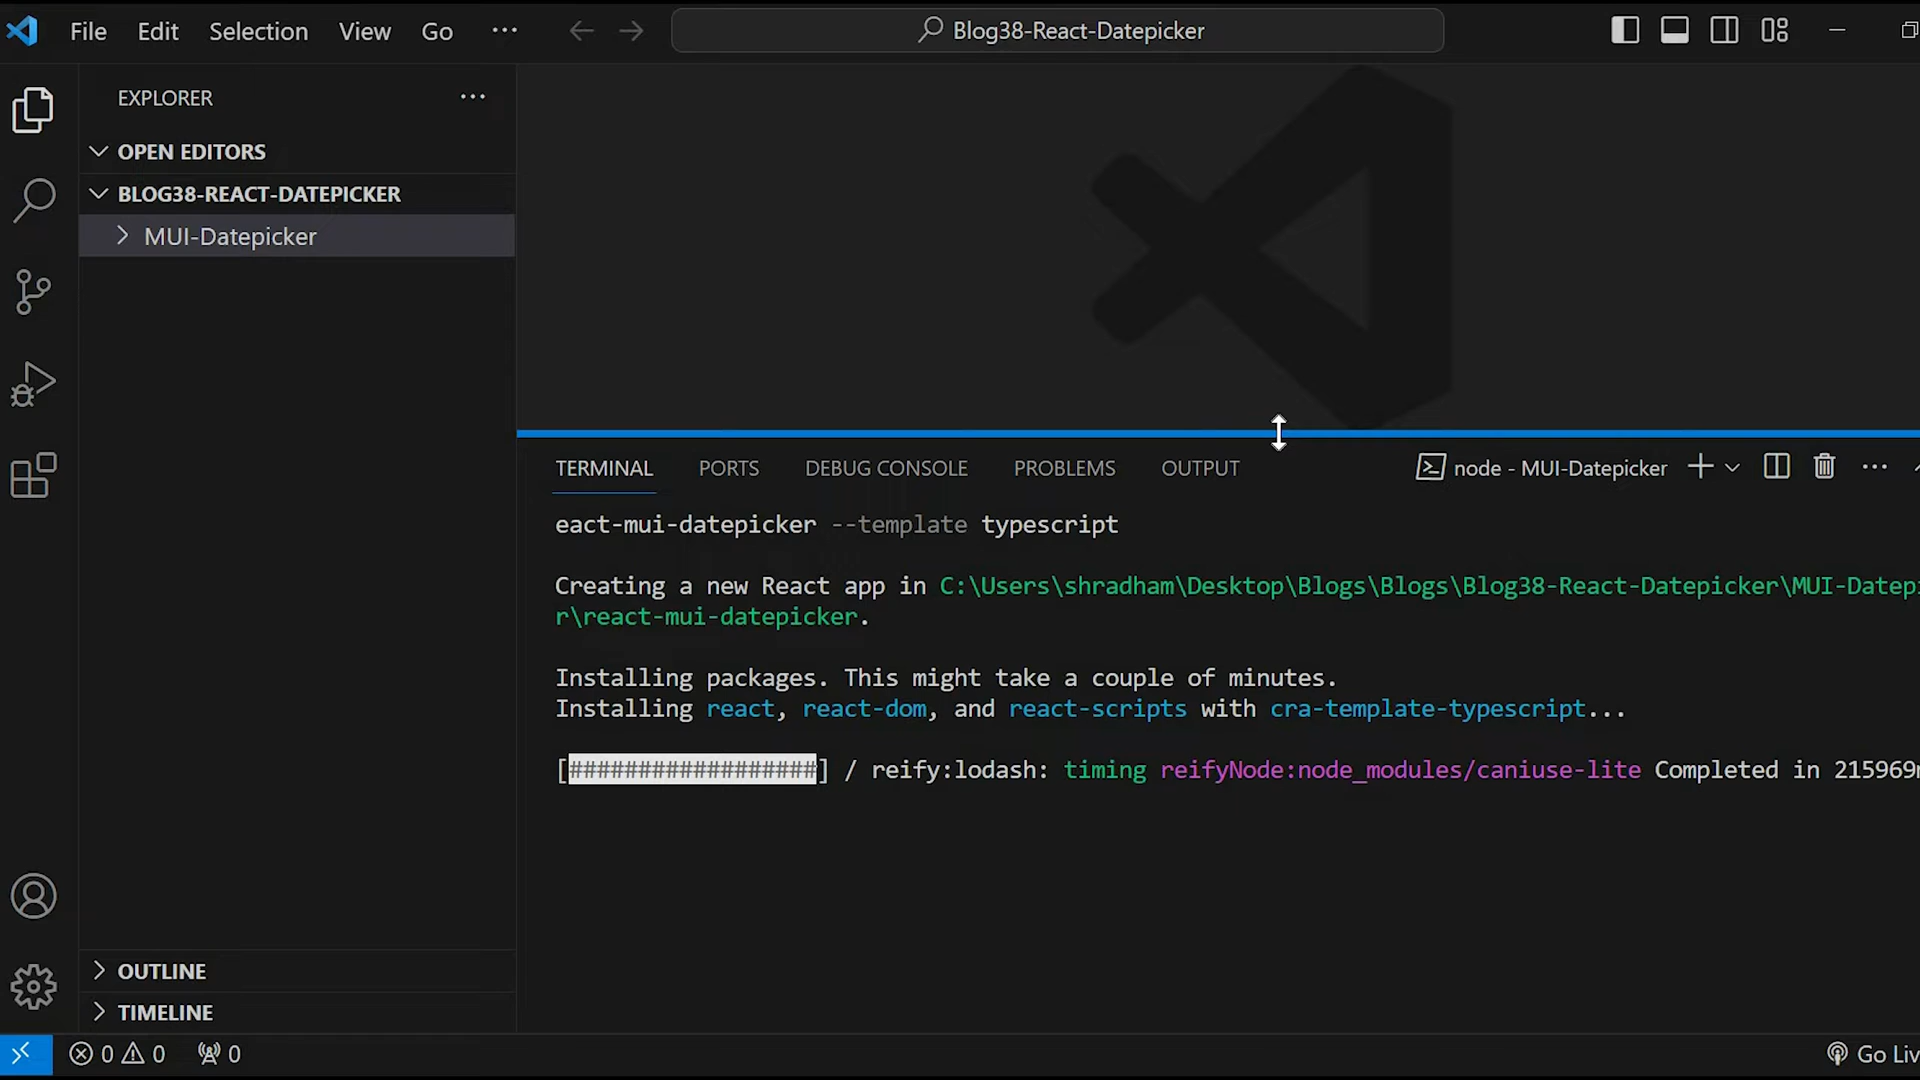 File Edit Selection View Go ... Blog38-React-Datepicker
EXPLORER
OPEN EDITORS
BLOG38-REACT-DATEPICKER
MUI-Datepicker
OUTLINE
TIMELINE
TERMINAL PORTS DEBUG CONSOLE PROBLEMS OUTPUT node - MUI-Datepicker
eact-mui-datepicker --template typescript
Creating a new React app in C:\Users\shradham\Desktop\Blogs\Blogs\Blog38-React-Datepicker\MUI-Datepi
r\react-mui-datepicker.
Installing packages. This might take a couple of minutes.
Installing react, react-dom, and react-scripts with cra-template-typescript...
[##################] / reify:lodash: timing reifyNode:node_modules/caniuse-lite Completed in 215969m
0 0 0 Go Liv